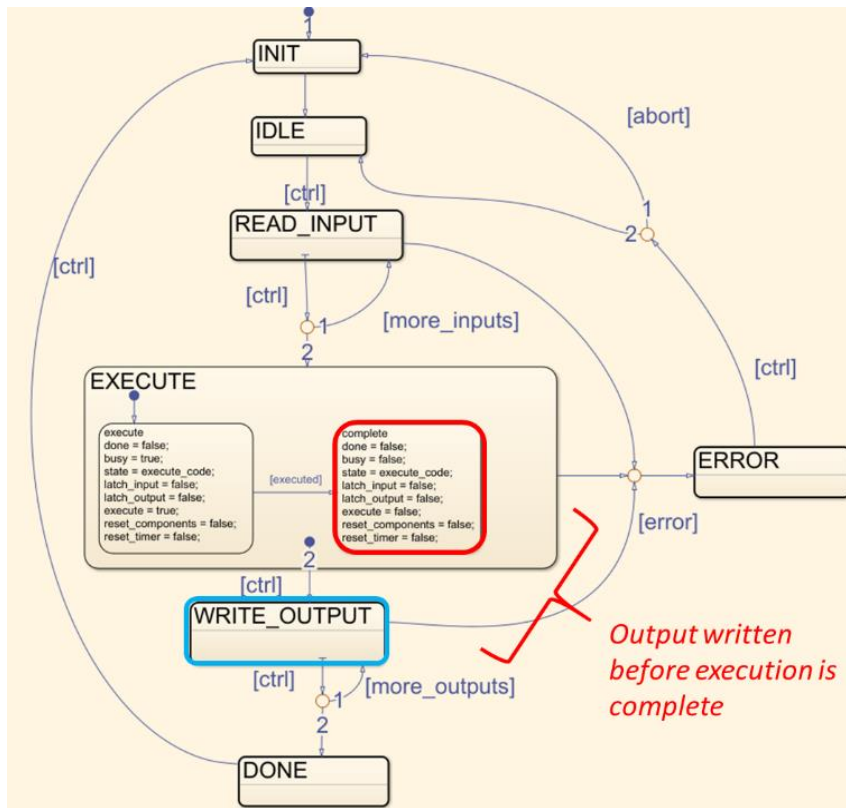 1
INIT
[abort]
IDLE
[ctrl]
1
2
READ_INPUT
[ctrl]
[ctrl]
1
[more_inputs]
2
[ctrl]
EXECUTE
execute
done = false;
busy = true;
state = execute_code;
latch_input = false;
latch_output = false;
execute = true;
reset_components = false;
reset_timer = false;
[executed]
complete
done = false;
busy = false;
state = execute_code;
latch_input = false;
latch_output = false;
execute = false;
reset_components = false;
reset_timer = false;
ERROR
[error]
2
[ctrl]
WRITE_OUTPUT
[ctrl]
1
[more_outputs]
2
DONE
Output written
before execution is
complete